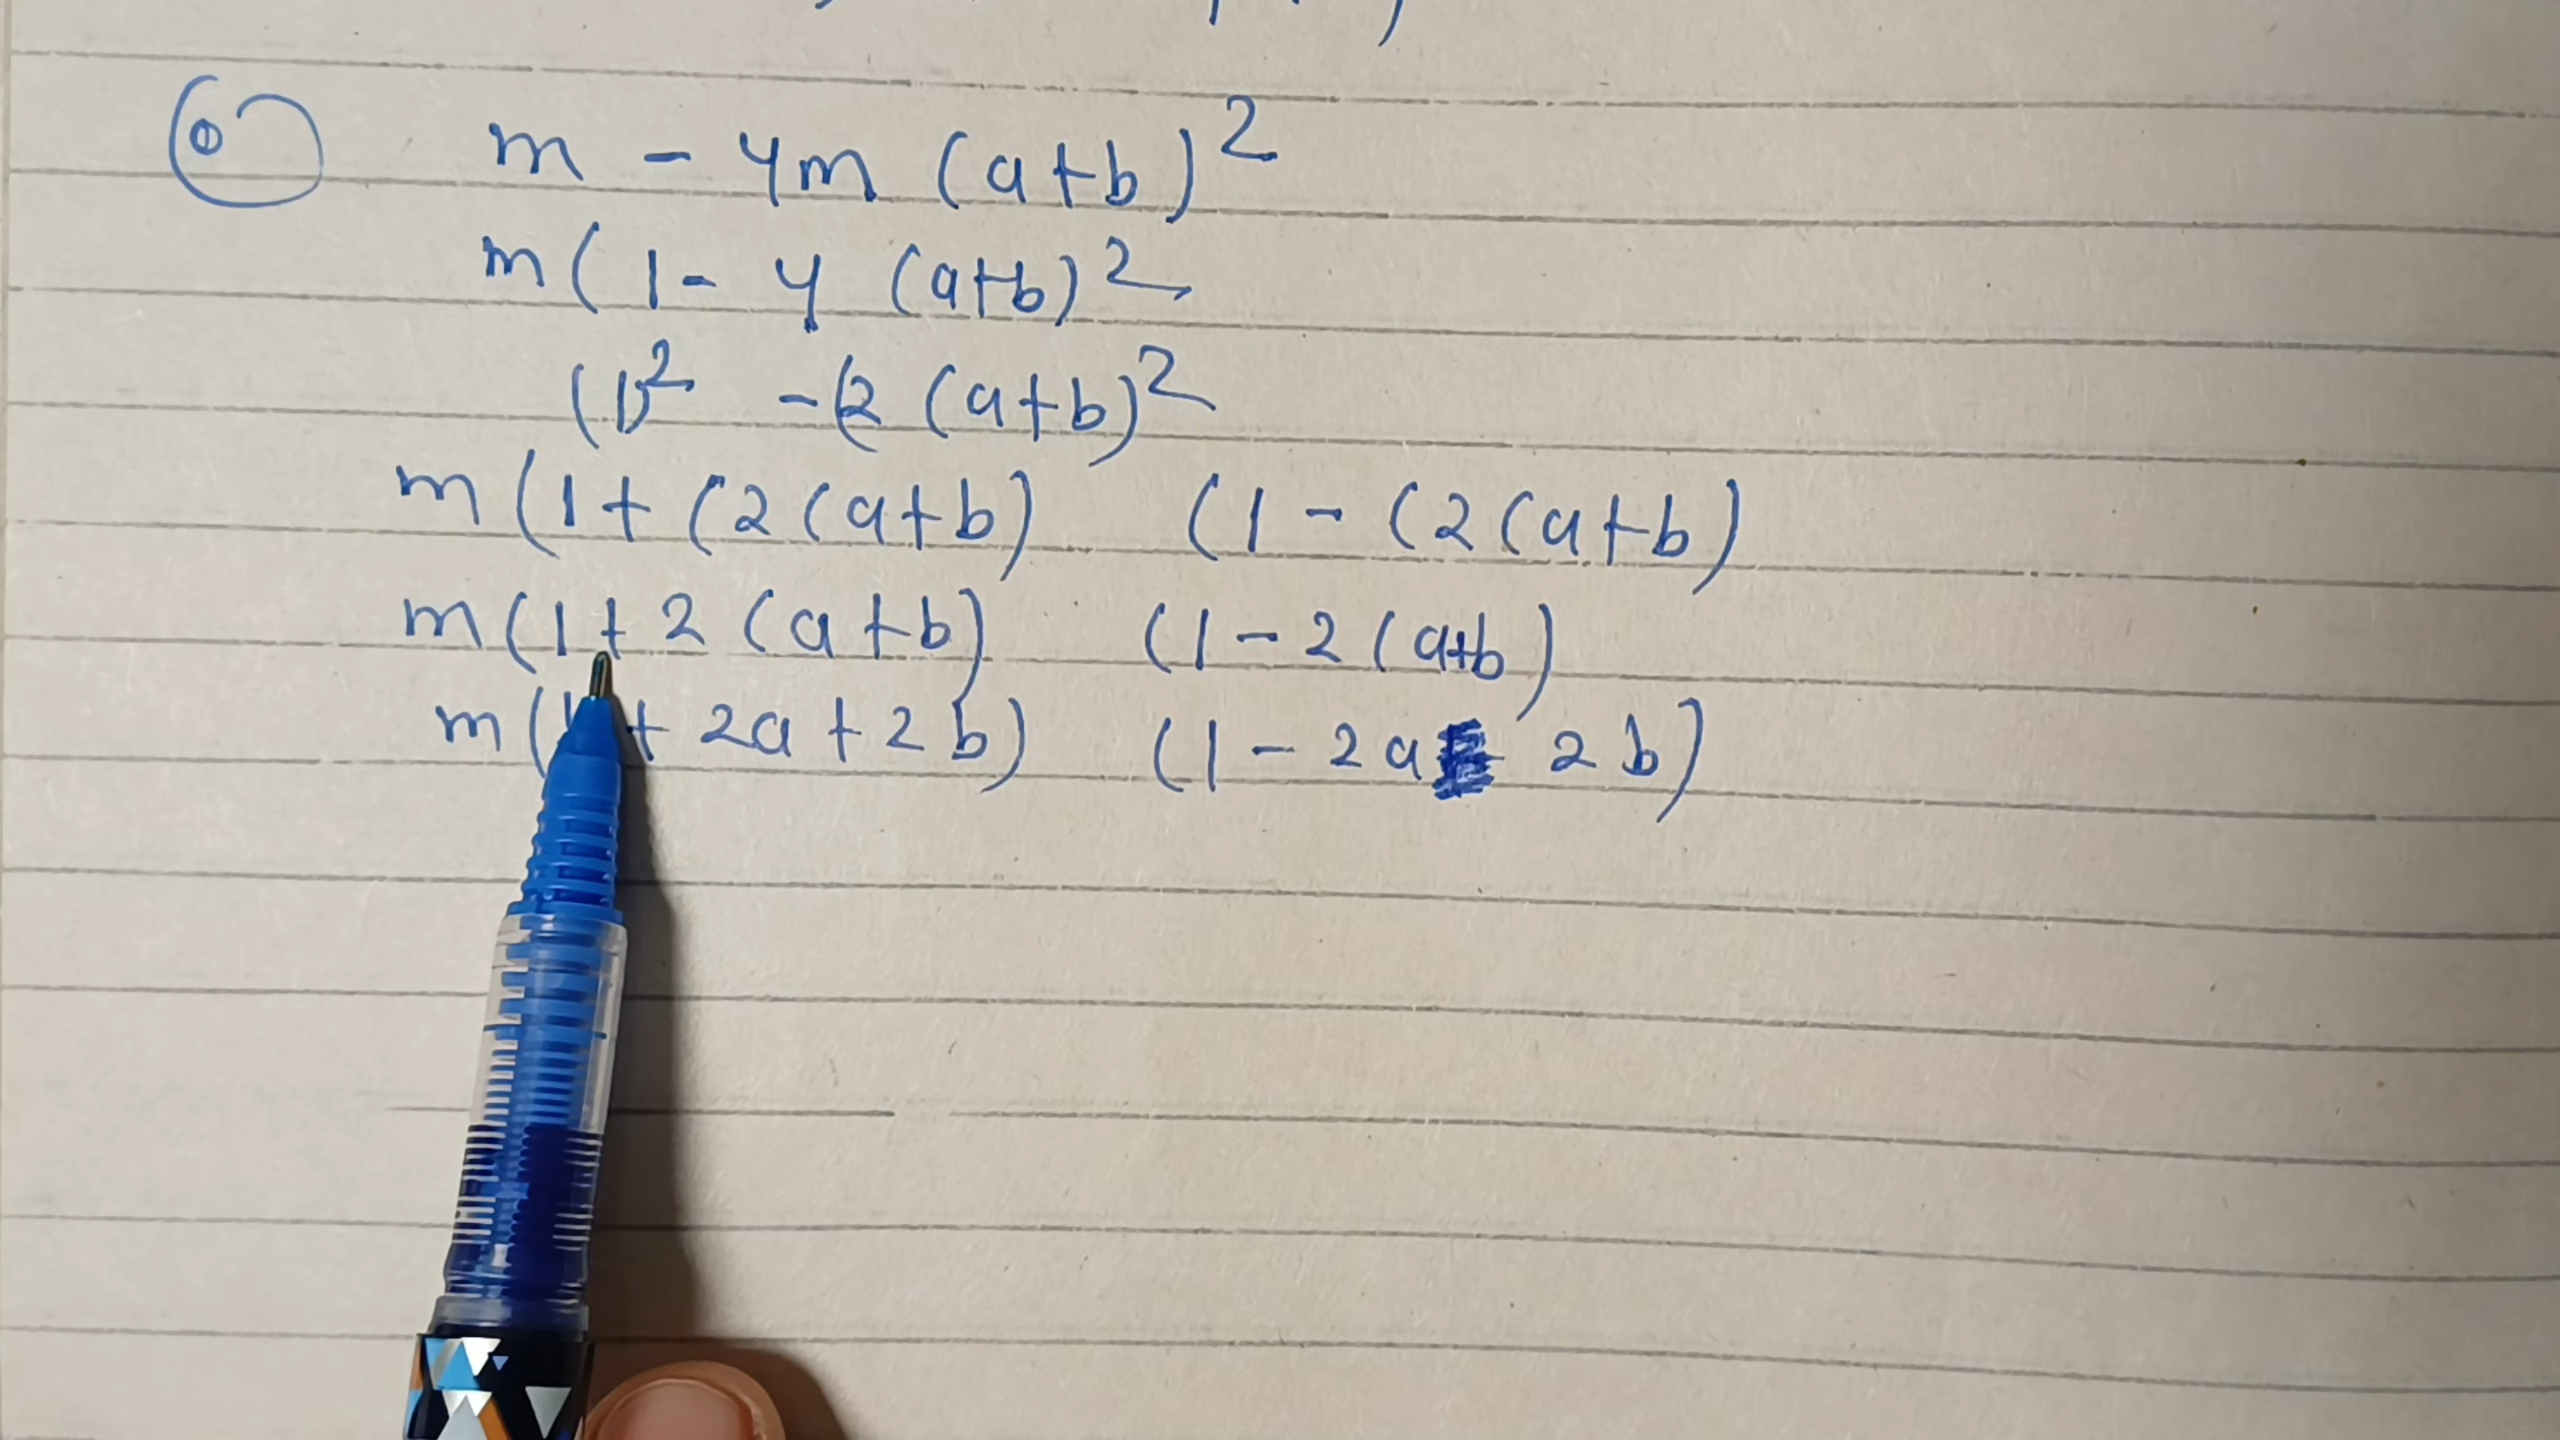 m - 4m (a+b)²
m ( 1 - 4 (a+b)²
(1)² - (2 (a+b)²
m (1 + (2 (a+b) (1 - (2 (a+b)
m (1 + 2 (a+b) (1 - 2 (a+b)
m (1 + 2a + 2b) (1 - 2a - 2b)